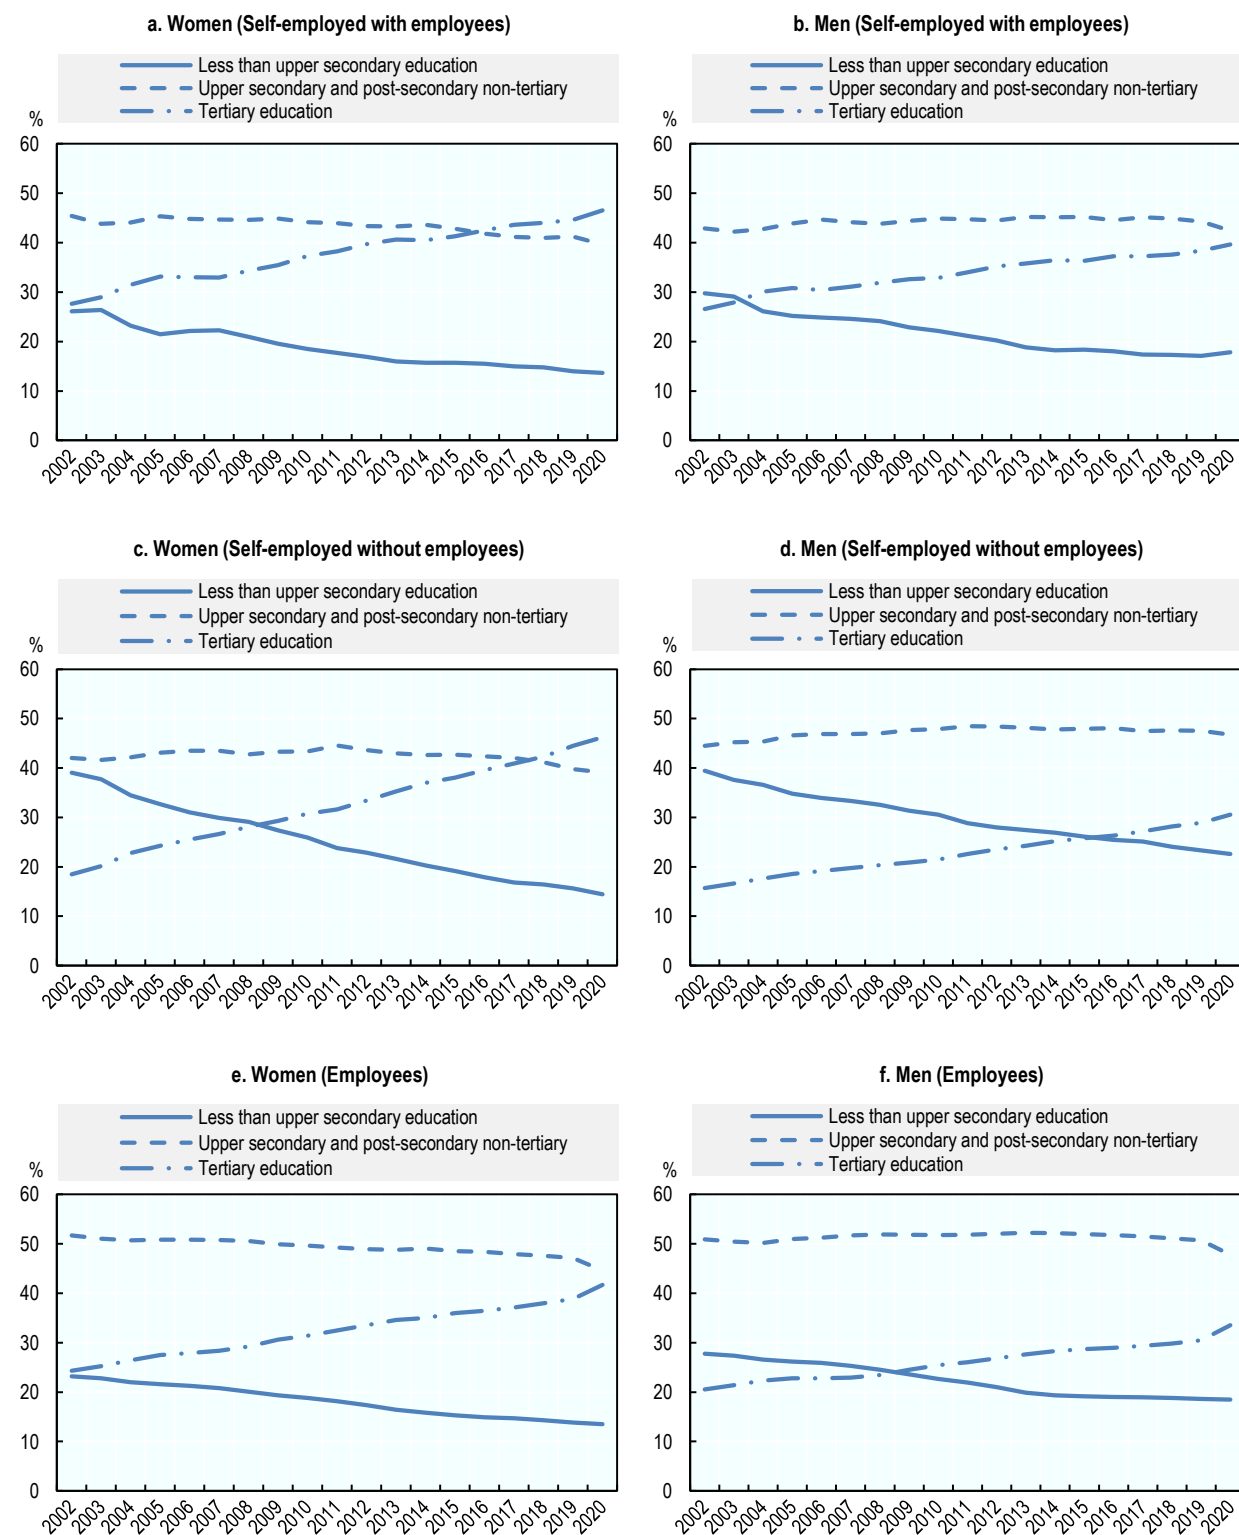 a. Women (Self-employed with employees)
Less than upper secondary education
Upper secondary and post-secondary non-tertiary
Tertiary education
%
60
50
40
30
20
10
0
2002 2003 2004 2005 2006 2007 2008 2009 2010 2011 2012 2013 2014 2015 2016 2017 2018 2019 2020
b. Men (Self-employed with employees)
Less than upper secondary education
Upper secondary and post-secondary non-tertiary
Tertiary education
%
60
50
40
30
20
10
0
2002 2003 2004 2005 2006 2007 2008 2009 2010 2011 2012 2013 2014 2015 2016 2017 2018 2019 2020
c. Women (Self-employed without employees)
Less than upper secondary education
Upper secondary and post-secondary non-tertiary
Tertiary education
%
60
50
40
30
20
10
0
2002 2003 2004 2005 2006 2007 2008 2009 2010 2011 2012 2013 2014 2015 2016 2017 2018 2019 2020
d. Men (Self-employed without employees)
Less than upper secondary education
Upper secondary and post-secondary non-tertiary
Tertiary education
%
60
50
40
30
20
10
0
2002 2003 2004 2005 2006 2007 2008 2009 2010 2011 2012 2013 2014 2015 2016 2017 2018 2019 2020
e. Women (Employees)
Less than upper secondary education
Upper secondary and post-secondary non-tertiary
Tertiary education
%
60
50
40
30
20
10
0
2002 2003 2004 2005 2006 2007 2008 2009 2010 2011 2012 2013 2014 2015 2016 2017 2018 2019 2020
f. Men (Employees)
Less than upper secondary education
Upper secondary and post-secondary non-tertiary
Tertiary education
%
60
50
40
30
20
10
0
2002 2003 2004 2005 2006 2007 2008 2009 2010 2011 2012 2013 2014 2015 2016 2017 2018 2019 2020